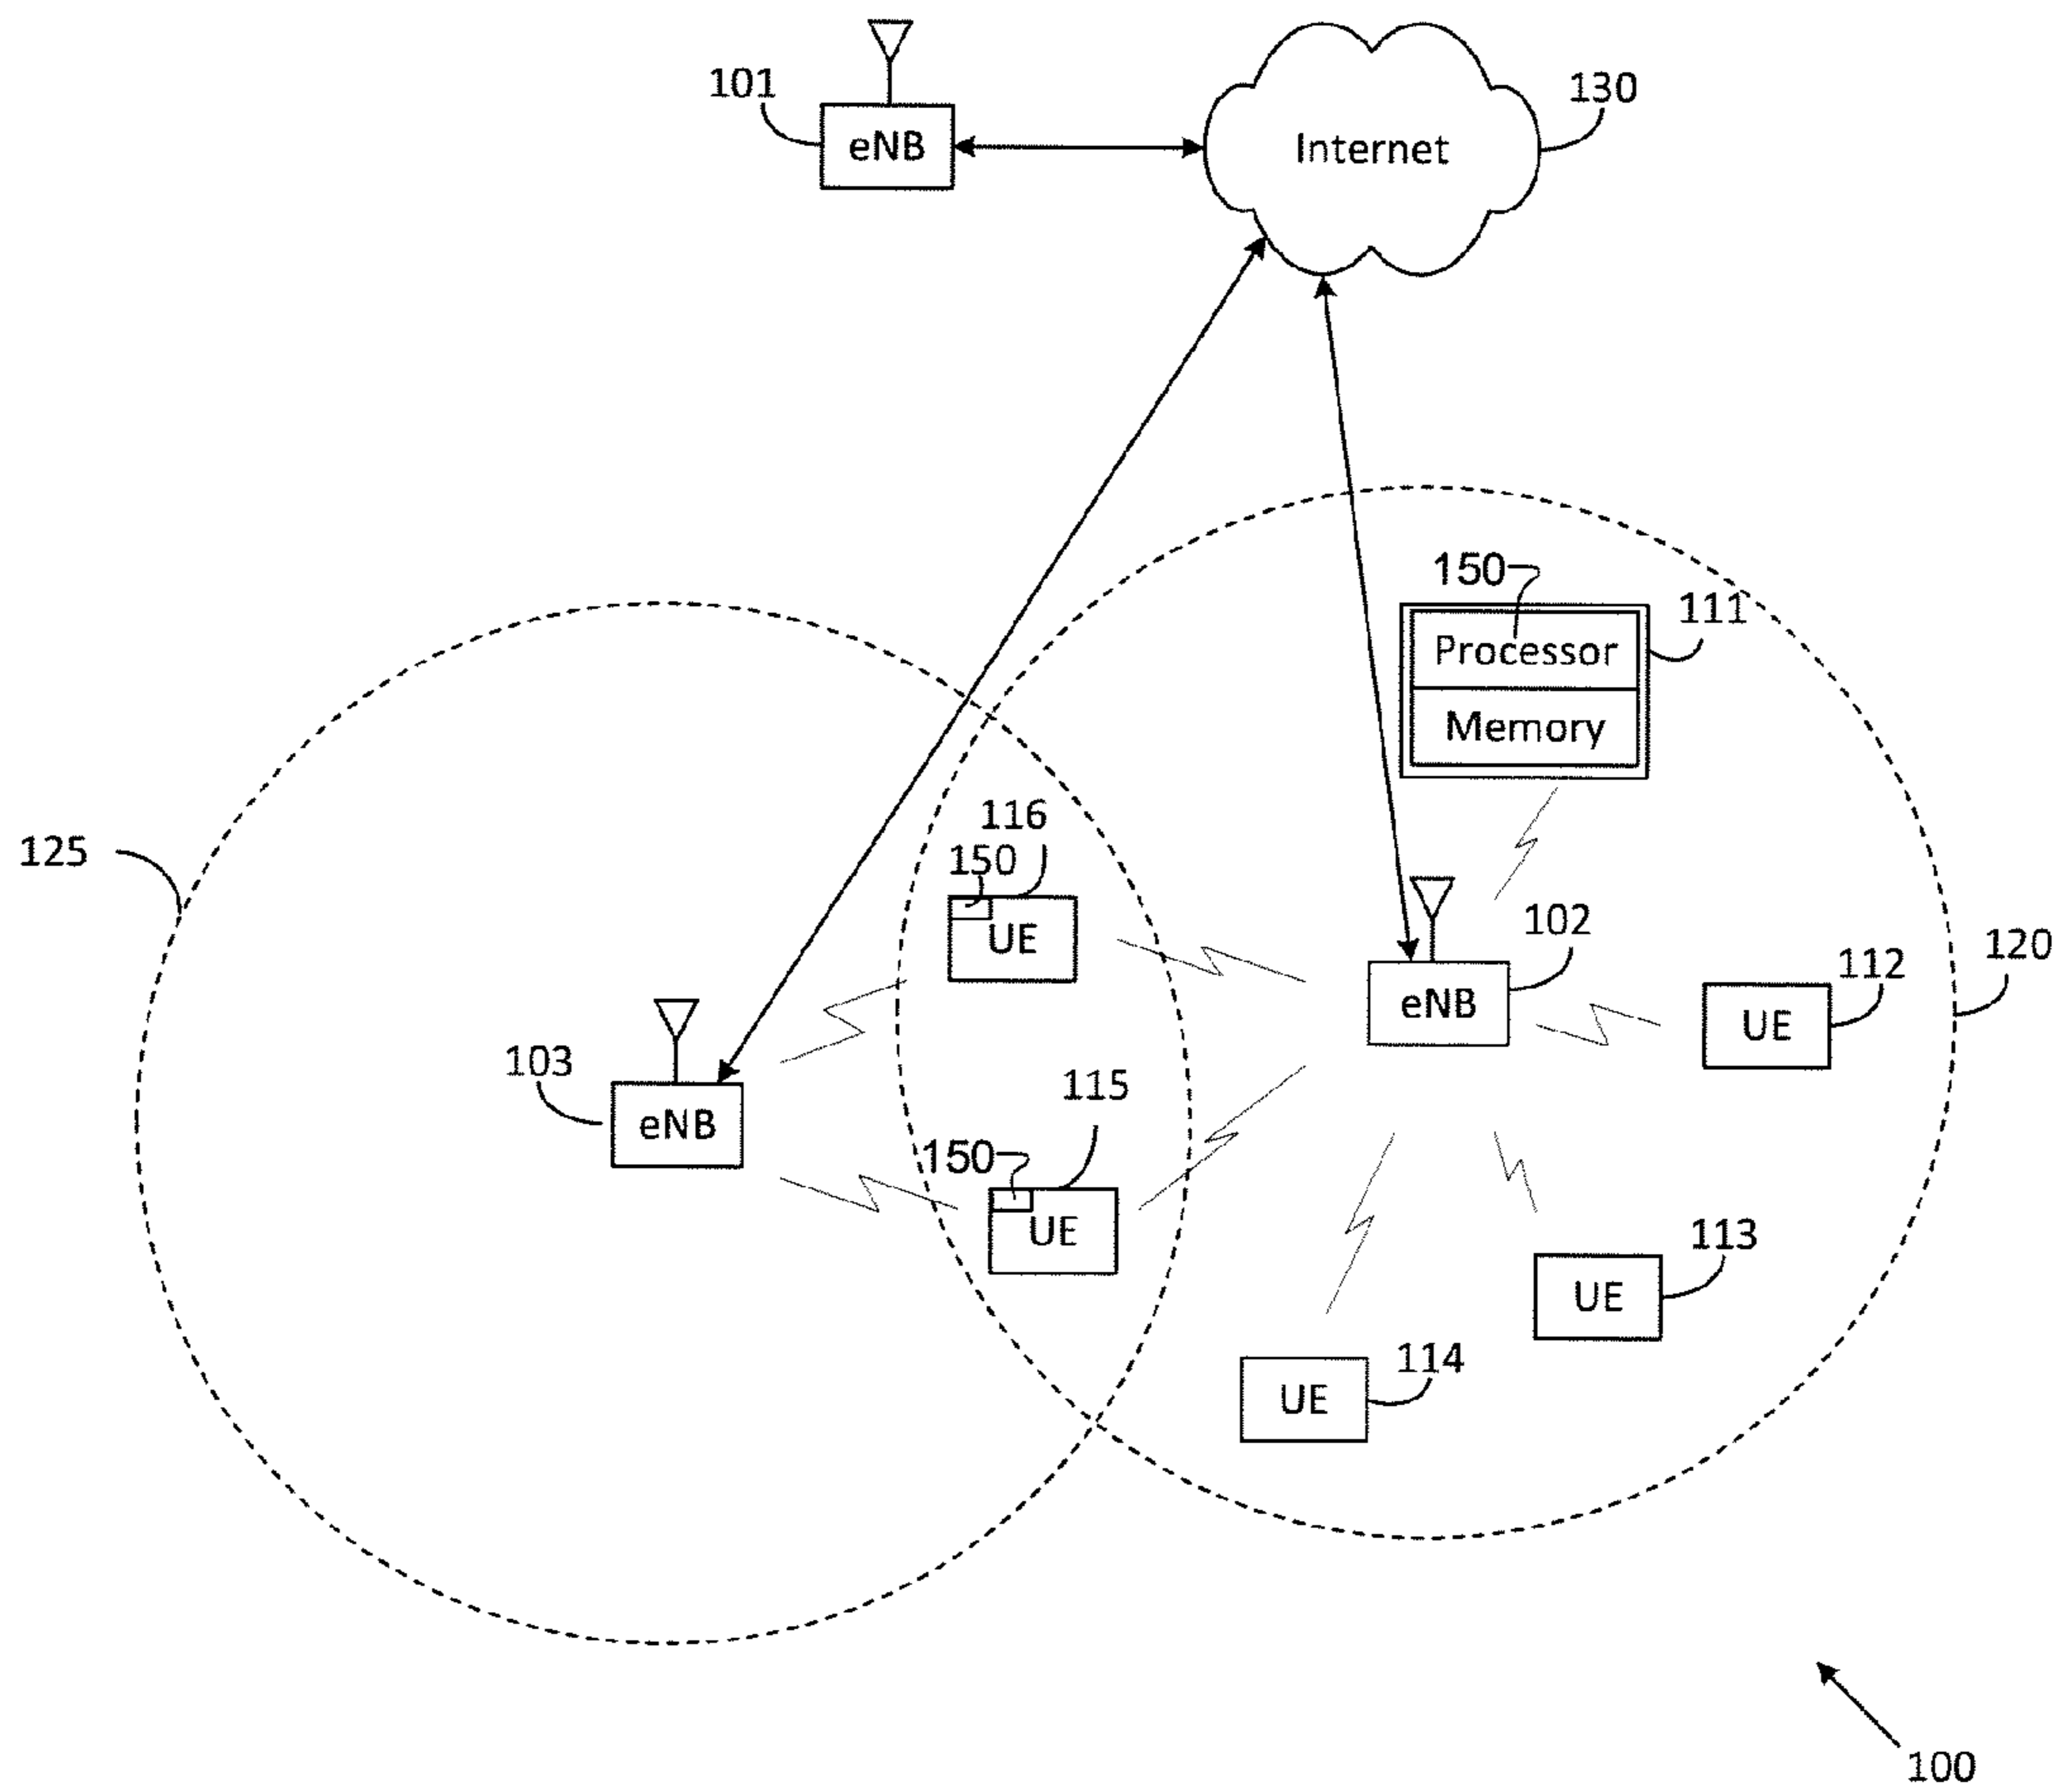 101
eNB
Internet
130
150
111
Processor
Memory
116
150
UE
125
102
eNB
120
112
UE
103
eNB
115
150
UE
113
UE
114
UE
100